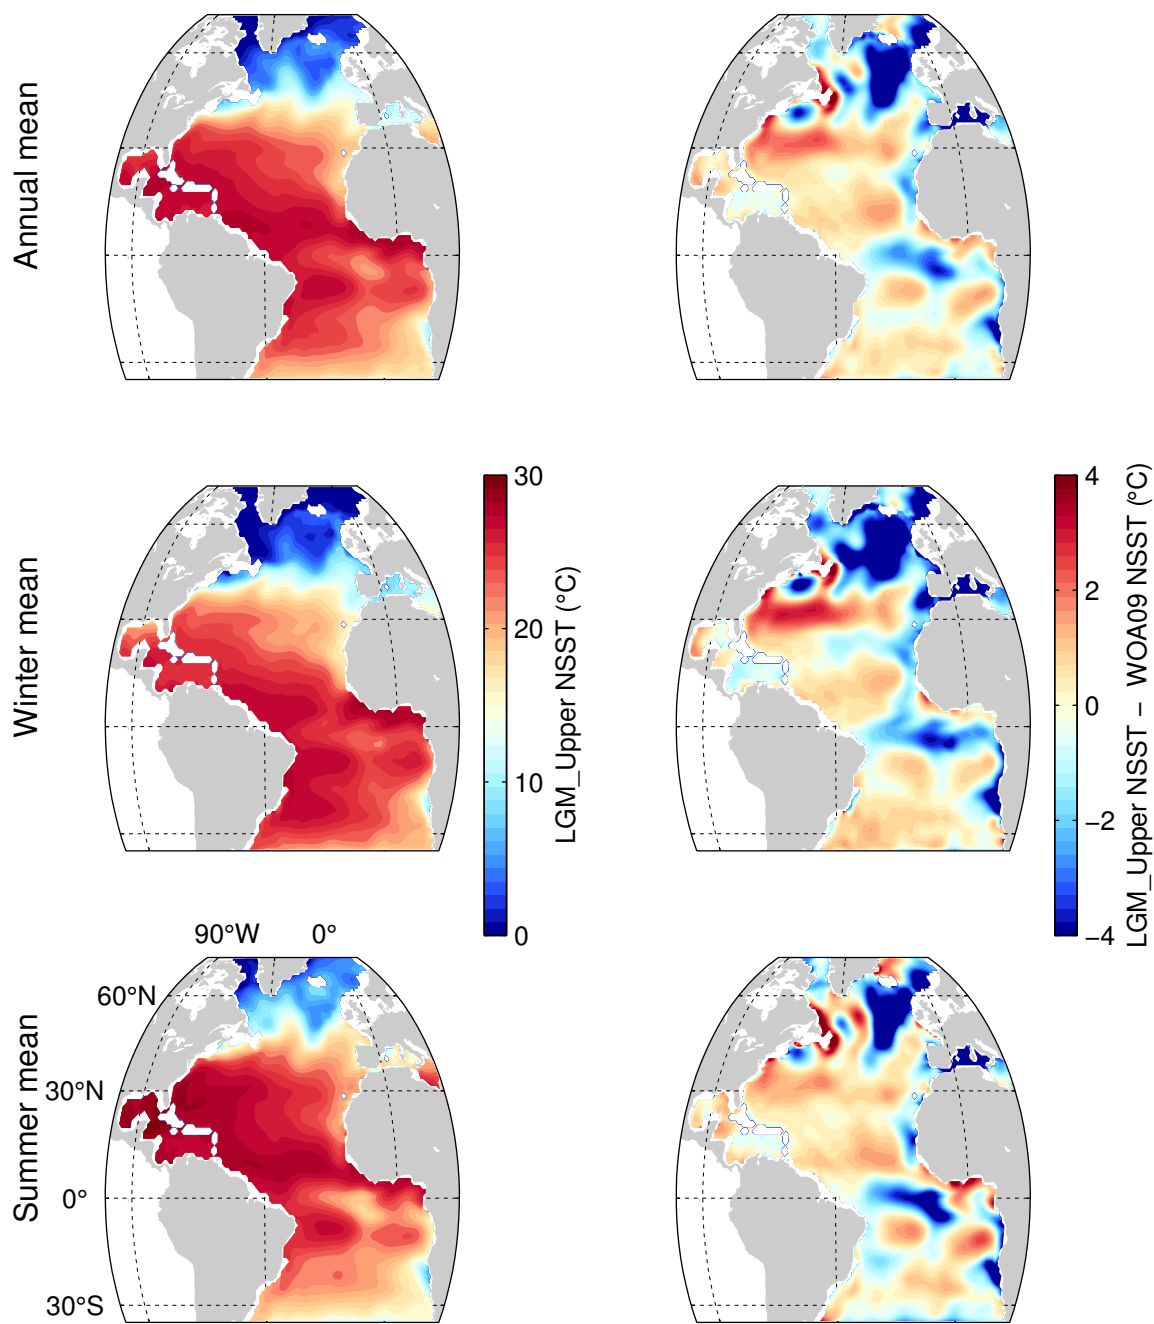 Annual mean
Winter mean
30
20
10
0
LGM_Upper NSST (°C)
4
2
0
−2
−4
LGM_Upper NSST − WOA09 NSST (°C)
90°W 0°
Summer mean
60°N
30°N
0°
30°S